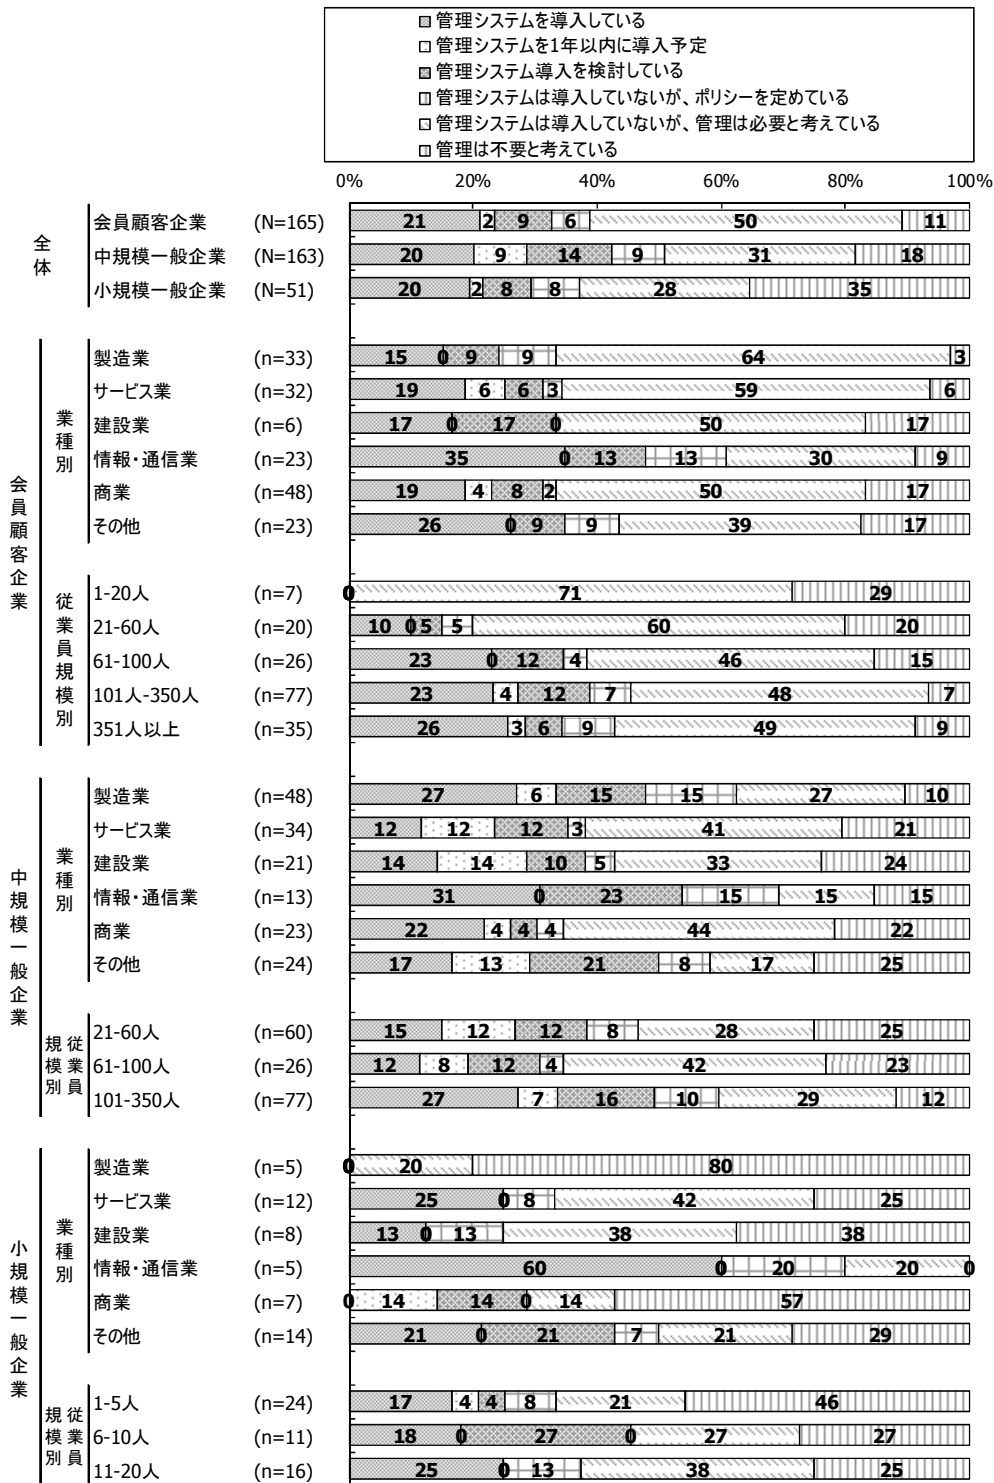 管理システムを導入している
管理システムを1年以内に導入予定
管理システム導入を検討している
管理システムは導入していないが、ポリシーを定めている
管理システムは導入していないが、管理は必要と考えている
管理は不要と考えている
0% 20% 40% 60% 80% 100%
全体
会員顧客企業 (N=165) 21 2 9 6 50 11
中規模一般企業 (N=163) 20 9 14 9 31 18
小規模一般企業 (N=51) 20 2 8 8 28 35
会員顧客企業
業種別
製造業 (n=33) 15 0 9 9 64 3
サービス業 (n=32) 19 6 6 3 59 6
建設業 (n=6) 17 0 17 0 50 17
情報・通信業 (n=23) 35 0 13 13 30 9
商業 (n=48) 19 4 8 2 50 17
その他 (n=23) 26 0 9 9 39 17
従業員規模別
1-20人 (n=7) 0 71 29
21-60人 (n=20) 10 0 5 5 60 20
61-100人 (n=26) 23 0 12 4 46 15
101人-350人 (n=77) 23 4 12 7 48 7
351人以上 (n=35) 26 3 6 9 49 9
中規模一般企業
業種別
製造業 (n=48) 27 6 15 15 27 10
サービス業 (n=34) 12 12 12 3 41 21
建設業 (n=21) 14 14 10 5 33 24
情報・通信業 (n=13) 31 0 23 15 15 15
商業 (n=23) 22 4 4 4 44 22
その他 (n=24) 17 13 21 8 17 25
従業員規模別
21-60人 (n=60) 15 12 12 8 28 25
61-100人 (n=26) 12 8 12 4 42 23
101-350人 (n=77) 27 7 16 10 29 12
小規模一般企業
業種別
製造業 (n=5) 0 20 80
サービス業 (n=12) 25 0 8 42 25
建設業 (n=8) 13 0 13 38 38
情報・通信業 (n=5) 60 0 20 20 0
商業 (n=7) 0 14 14 0 14 57
その他 (n=14) 21 0 21 7 21 29
従業員規模別
1-5人 (n=24) 17 4 4 8 21 46
6-10人 (n=11) 18 0 27 0 27 27
11-20人 (n=16) 25 0 13 38 25